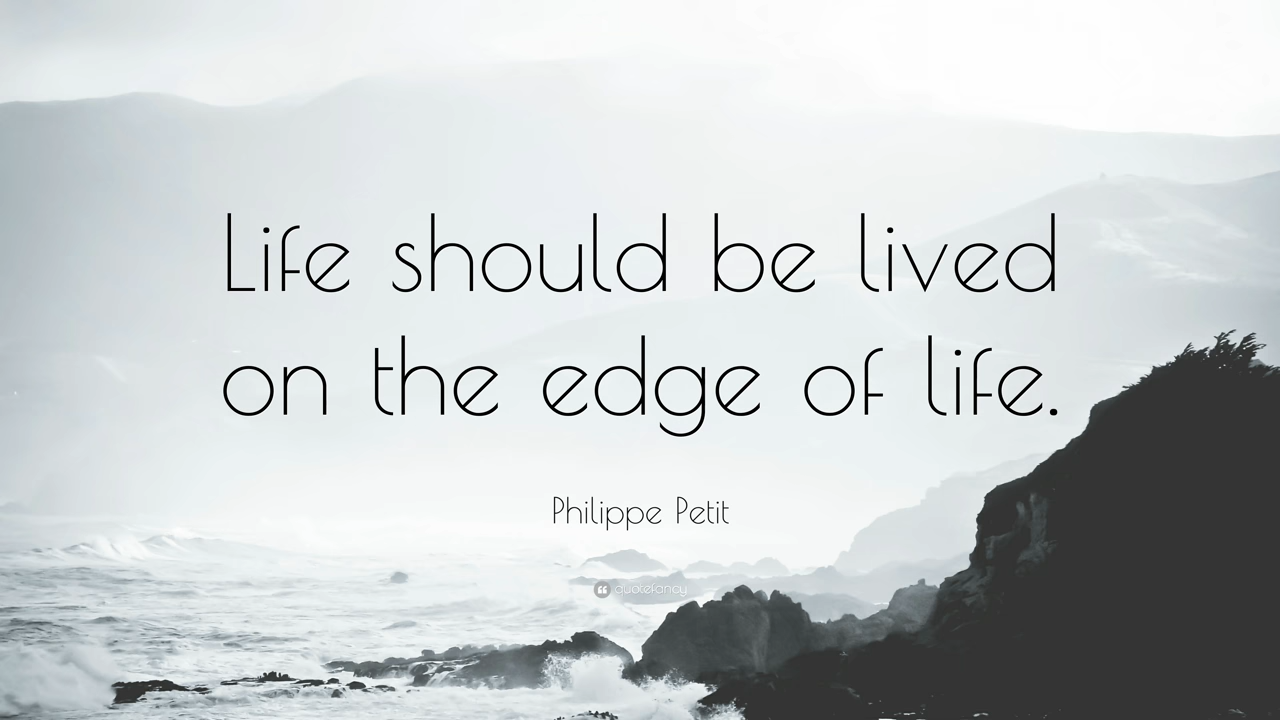 Life should be lived
on the edge of life.
Philippe Petit
quotefancy